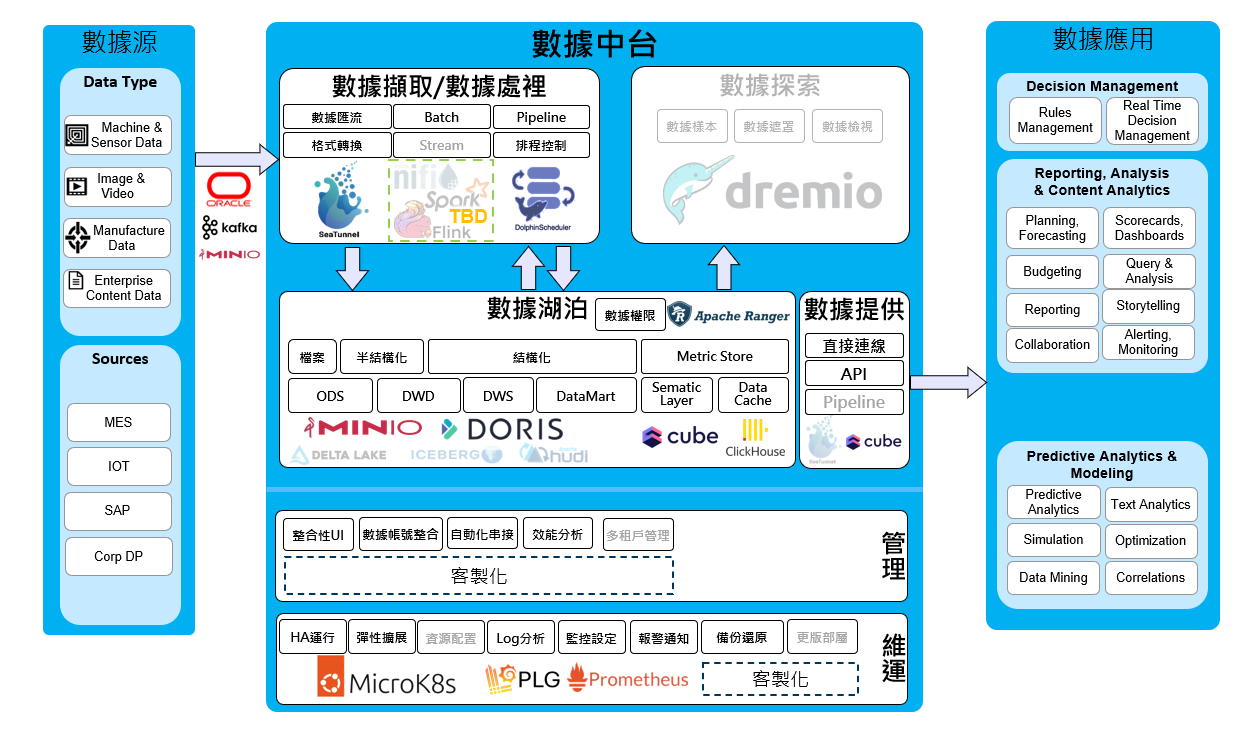 數據源
Data Type
Machine &
Sensor Data
Image &
Video
Manufacture
Data
Enterprise
Content Data
Sources
MES
IOT
SAP
Corp DP
ORACLE
kafka
MINIO
數據中台
數據擷取/數據處裡
數據匯流
Batch
Pipeline
格式轉換
Stream
排程控制
SeaTunnel
nifi
Spark
TBD
Flink
DolphinScheduler
數據探索
數據樣本
數據遮置
數據檢視
dremio
數據湖泊
數據權限
Apache Ranger
檔案
半結構化
結構化
Metric Store
ODS
DWD
DWS
DataMart
Sematic
Layer
Data
Cache
MINIO
DORIS
cube
ClickHouse
DELTA LAKE
ICEBERG
hudi
數據提供
直接連線
API
Pipeline
SeaTunnel
cube
整合性UI
數據帳號整合
自動化串接
效能分析
多租戶管理
客製化
管
理
HA運行
彈性擴展
資源配置
Log分析
監控設定
報警通知
備份還原
更版部屬
MicroK8s
PLG
Prometheus
客製化
維
運
數據應用
Decision Management
Rules
Management
Real Time
Decision
Management
Reporting, Analysis
& Content Analytics
Planning,
Forecasting
Scorecards,
Dashboards
Budgeting
Query &
Analysis
Reporting
Storytelling
Collaboration
Alerting,
Monitoring
Predictive Analytics &
Modeling
Predictive
Analytics
Text Analytics
Simulation
Optimization
Data Mining
Correlations